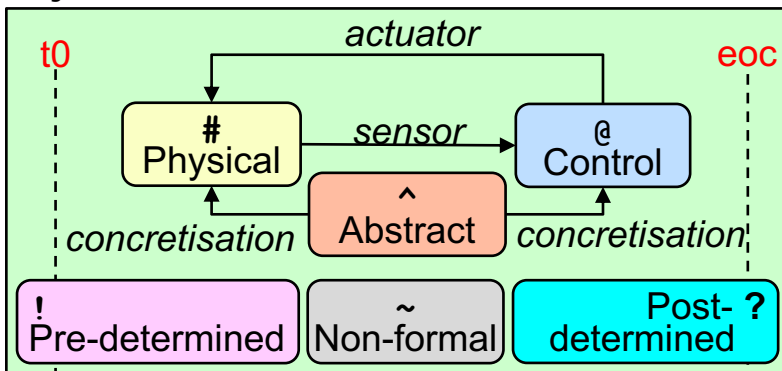 actuator
t0
eoc
#
Physical
sensor
@
Control
^
Abstract
concretisation
concretisation
!
Pre-determined
~
Non-formal
Post- ?
determined